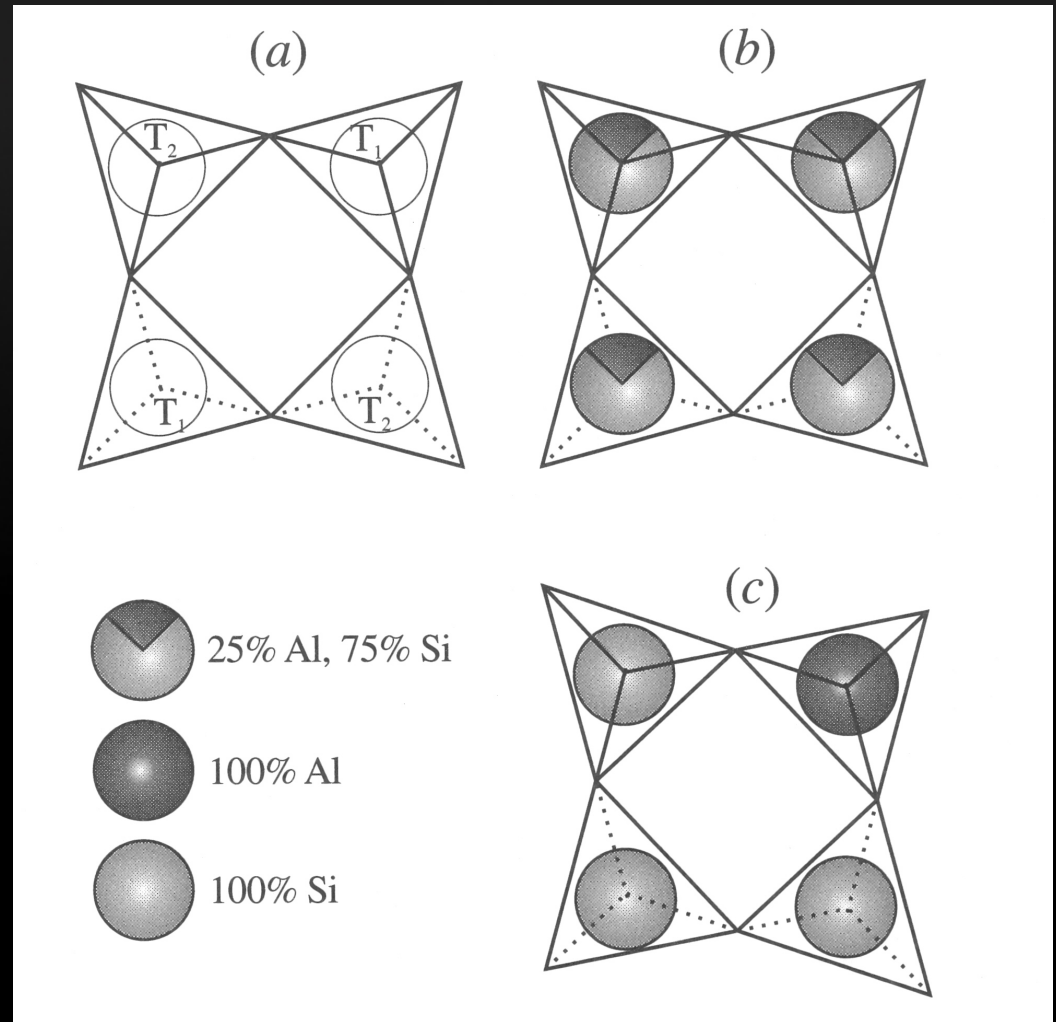 (a)
(b)
T₂
T₁
T₁
T₂
(c)
25% Al, 75% Si
100% Al
100% Si